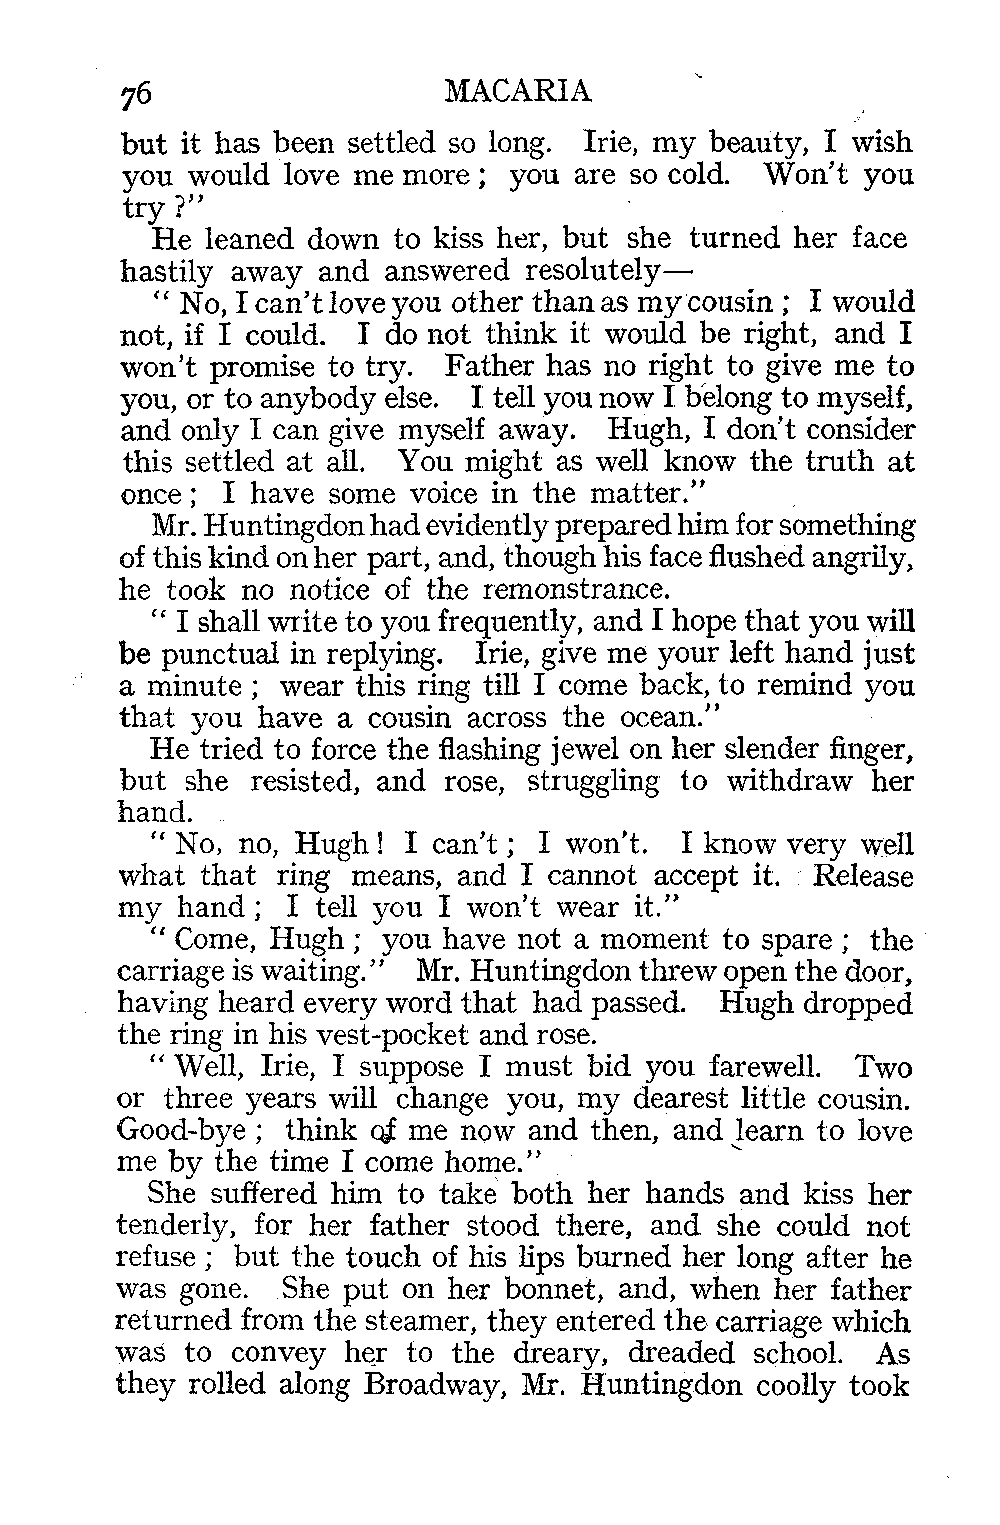 76 MACARIA
but it has been settled so long. Irie, my beauty, I wish
you would love me more ; you are so cold. Won't you
try ?"
He leaned down to kiss her, but she turned her face
hastily away and answered resolutely—
" No, I can't love you other than as my cousin ; I would
not, if I could. I do not think it would be right, and I
won't promise to try. Father has no right to give me to
you, or to anybody else. I tell you now I belong to myself,
and only I can give myself away. Hugh, I don't consider
this settled at all. You might as well know the truth at
once ; I have some voice in the matter."
Mr. Huntingdon had evidently prepared him for something
of this kind on her part, and, though his face flushed angrily,
he took no notice of the remonstrance.
" I shall write to you frequently, and I hope that you will
be punctual in replying. Irie, give me your left hand just
a minute ; wear this ring till I come back, to remind you
that you have a cousin across the ocean."
He tried to force the flashing jewel on her slender finger,
but she resisted, and rose, struggling to withdraw her
hand.
" No, no, Hugh ! I can't ; I won't. I know very well
what that ring means, and I cannot accept it. Release
my hand ; I tell you I won't wear it."
" Come, Hugh ; you have not a moment to spare ; the
carriage is waiting." Mr. Huntingdon threw open the door,
having heard every word that had passed. Hugh dropped
the ring in his vest-pocket and rose.
" Well, Irie, I suppose I must bid you farewell. Two
or three years will change you, my dearest little cousin.
Good-bye ; think of me now and then, and learn to love
me by the time I come home."
She suffered him to take both her hands and kiss her
tenderly, for her father stood there, and she could not
refuse ; but the touch of his lips burned her long after he
was gone. She put on her bonnet, and, when her father
returned from the steamer, they entered the carriage which
was to convey her to the dreary, dreaded school. As
they rolled along Broadway, Mr. Huntingdon coolly took